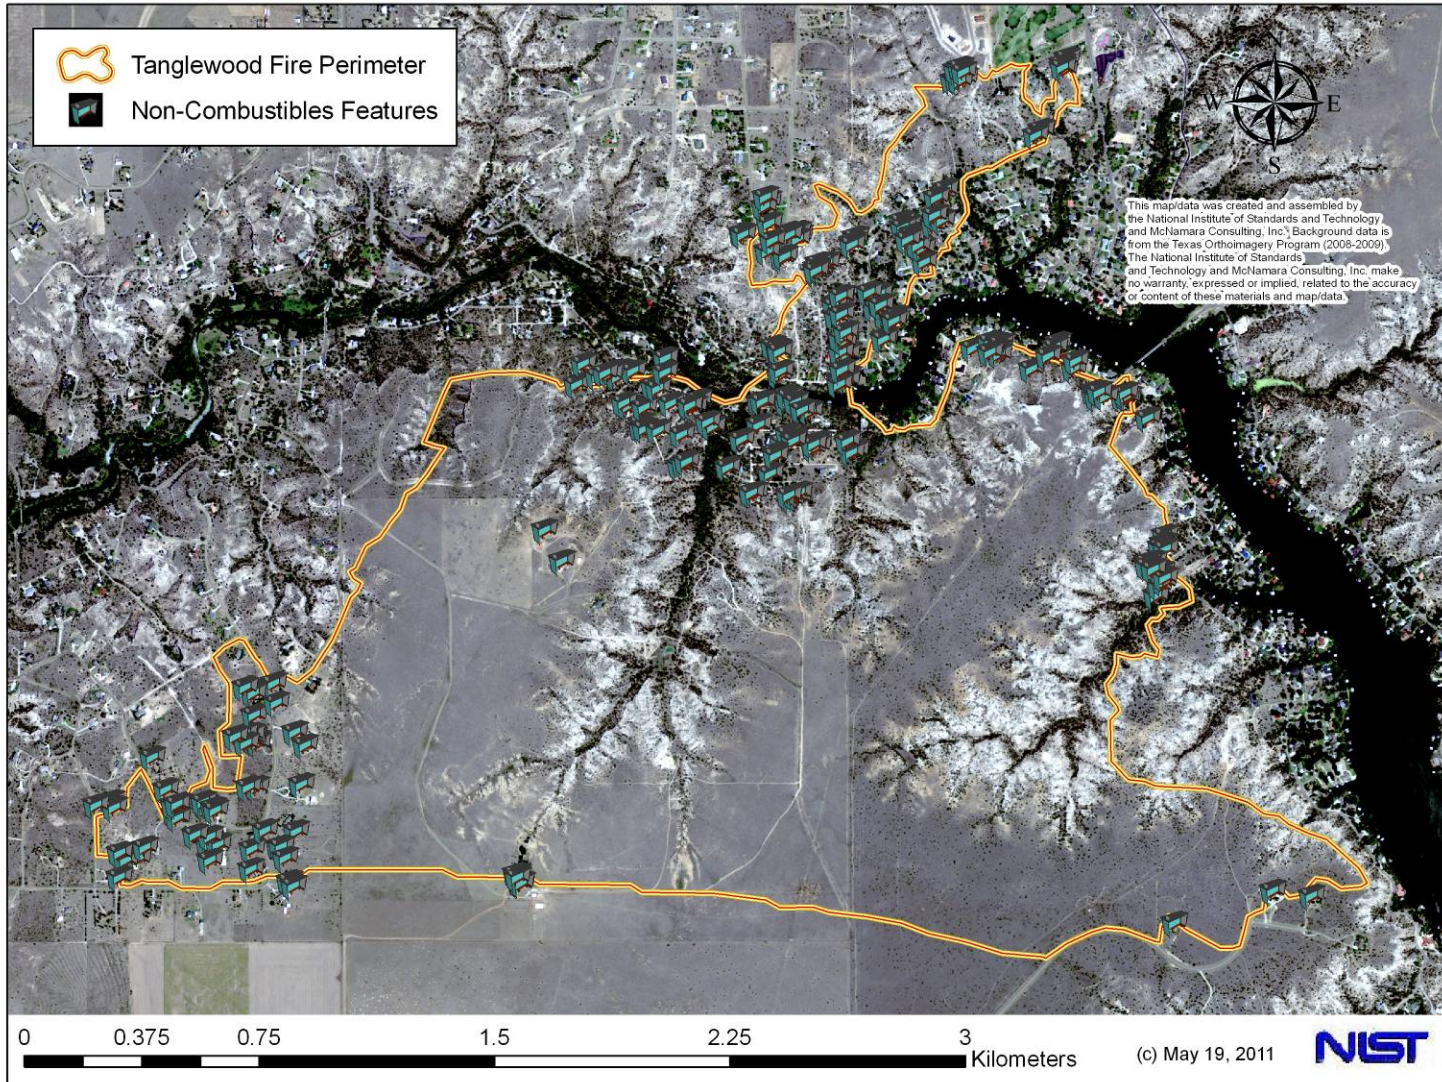 Tanglewood Fire Perimeter
Non-Combustibles Features
N
W
E
S
This map/data was created and assembled by
the National Institute of Standards and Technology
and McNamara Consulting, Inc. Background data is
from the Texas Orthoimagery Program (2008-2009).
The National Institute of Standards
and Technology and McNamara Consulting, Inc. make
no warranty, expressed or implied, related to the accuracy
or content of these materials and map/data.
0 0.375 0.75 1.5 2.25 3
Kilometers
(c) May 19, 2011
NIST